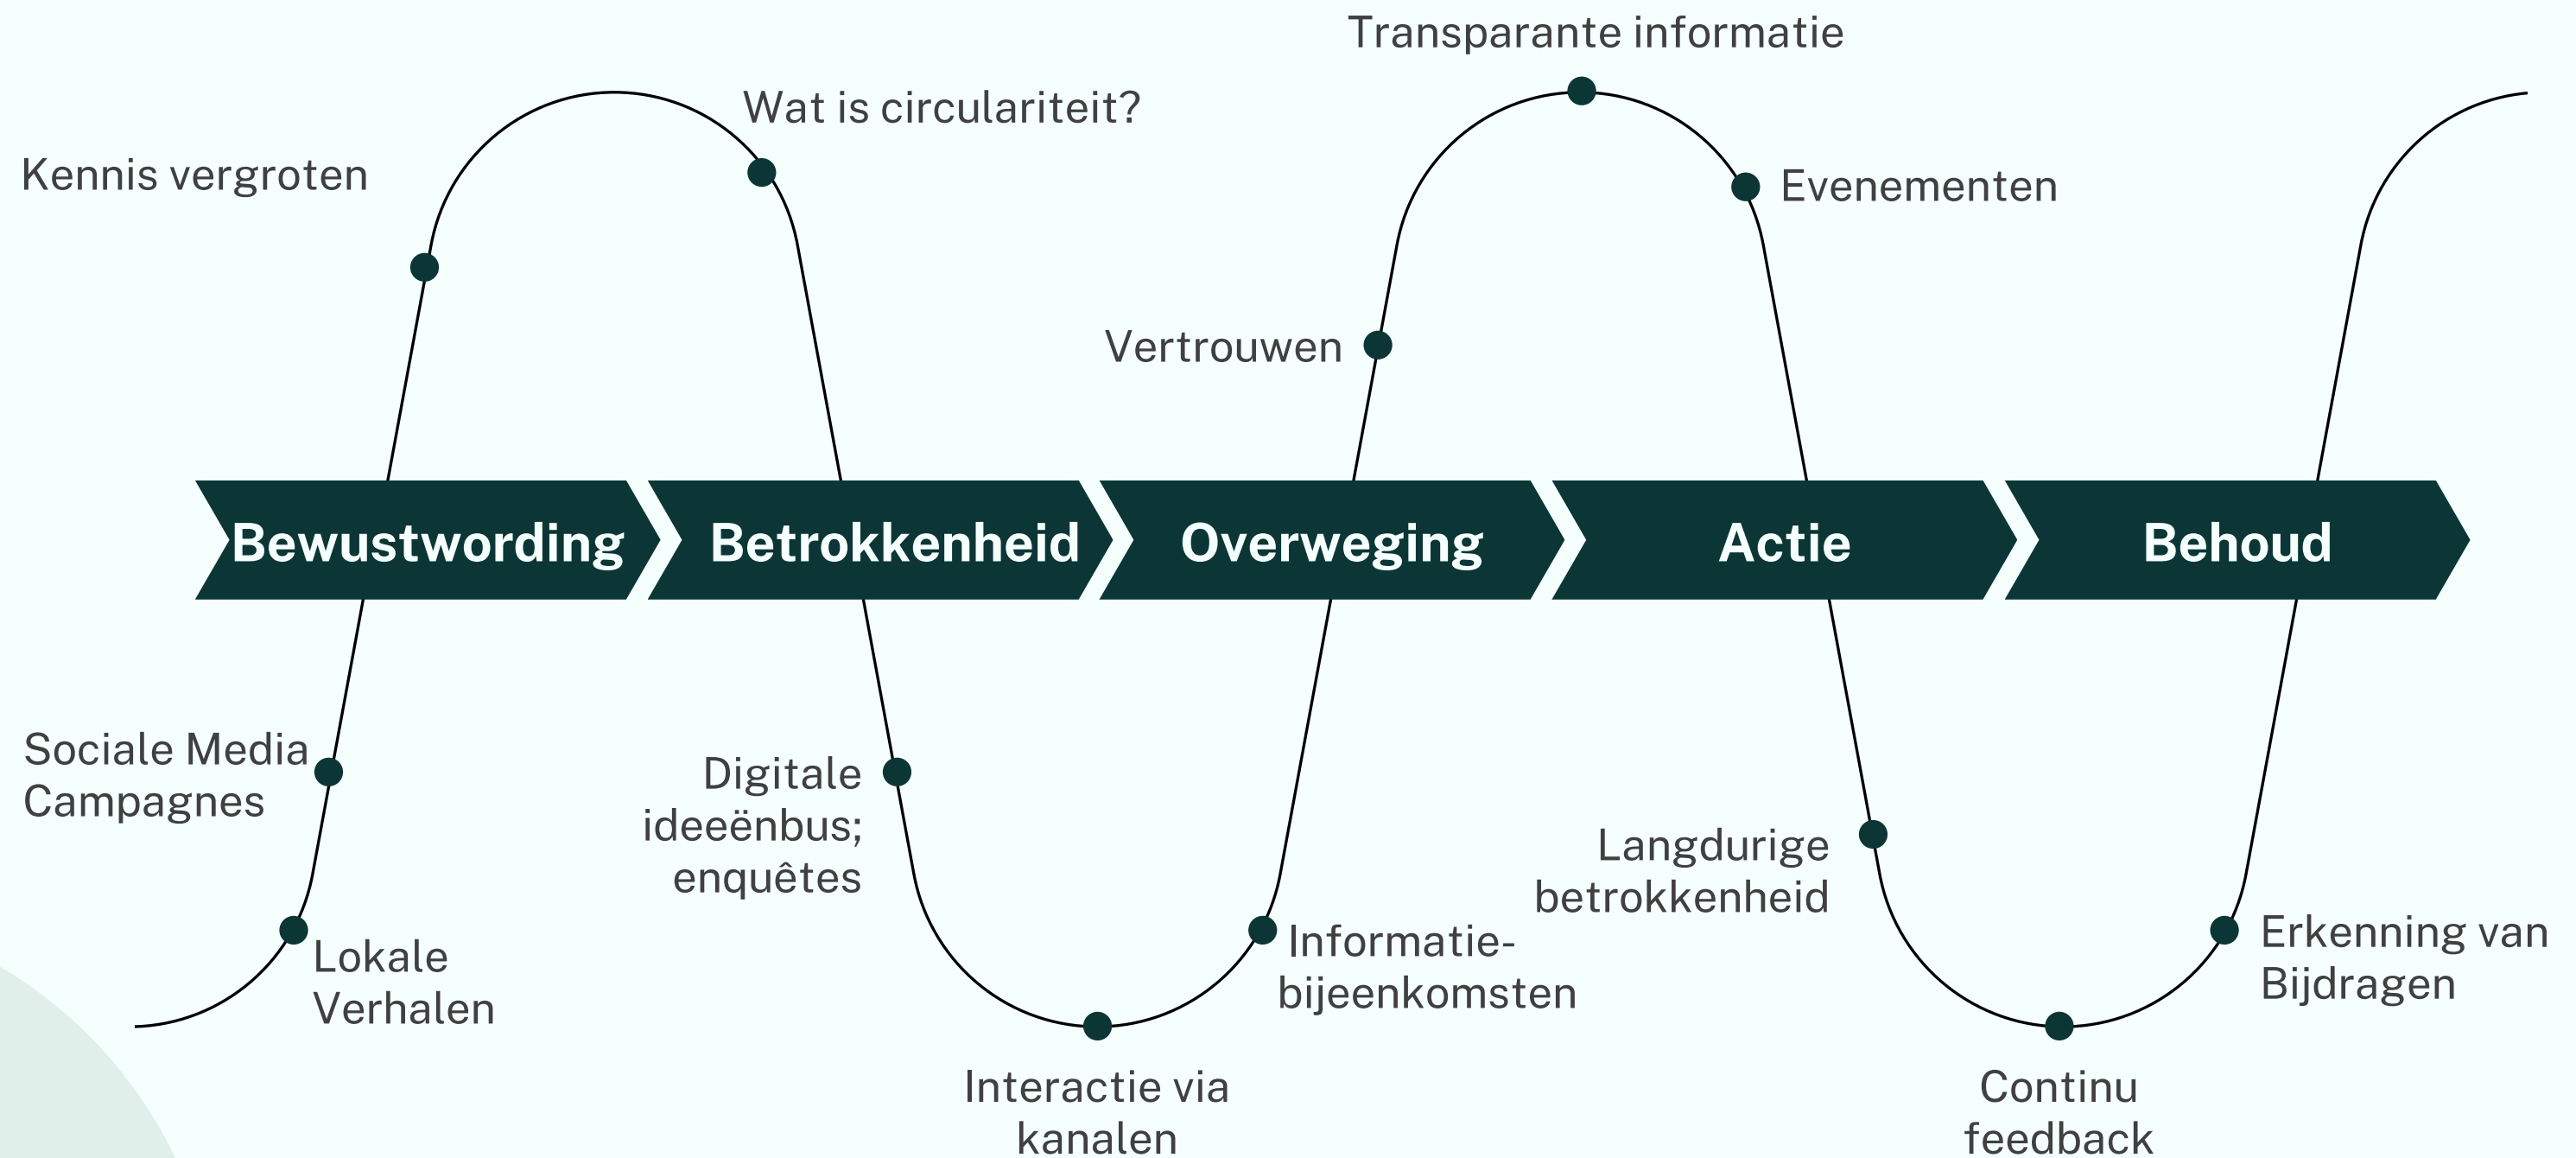 Transparante informatie
Wat is circulariteit?
Kennis vergroten
Evenementen
Vertrouwen
Bewustwording
Betrokkenheid
Overweging
Actie
Behoud
Sociale Media
Campagnes
Lokale
Verhalen
Digitale
ideeënbus;
enquêtes
Interactie via
kanalen
Informatie-
bijeenkomsten
Langdurige
betrokkenheid
Continu
feedback
Erkenning van
Bijdragen